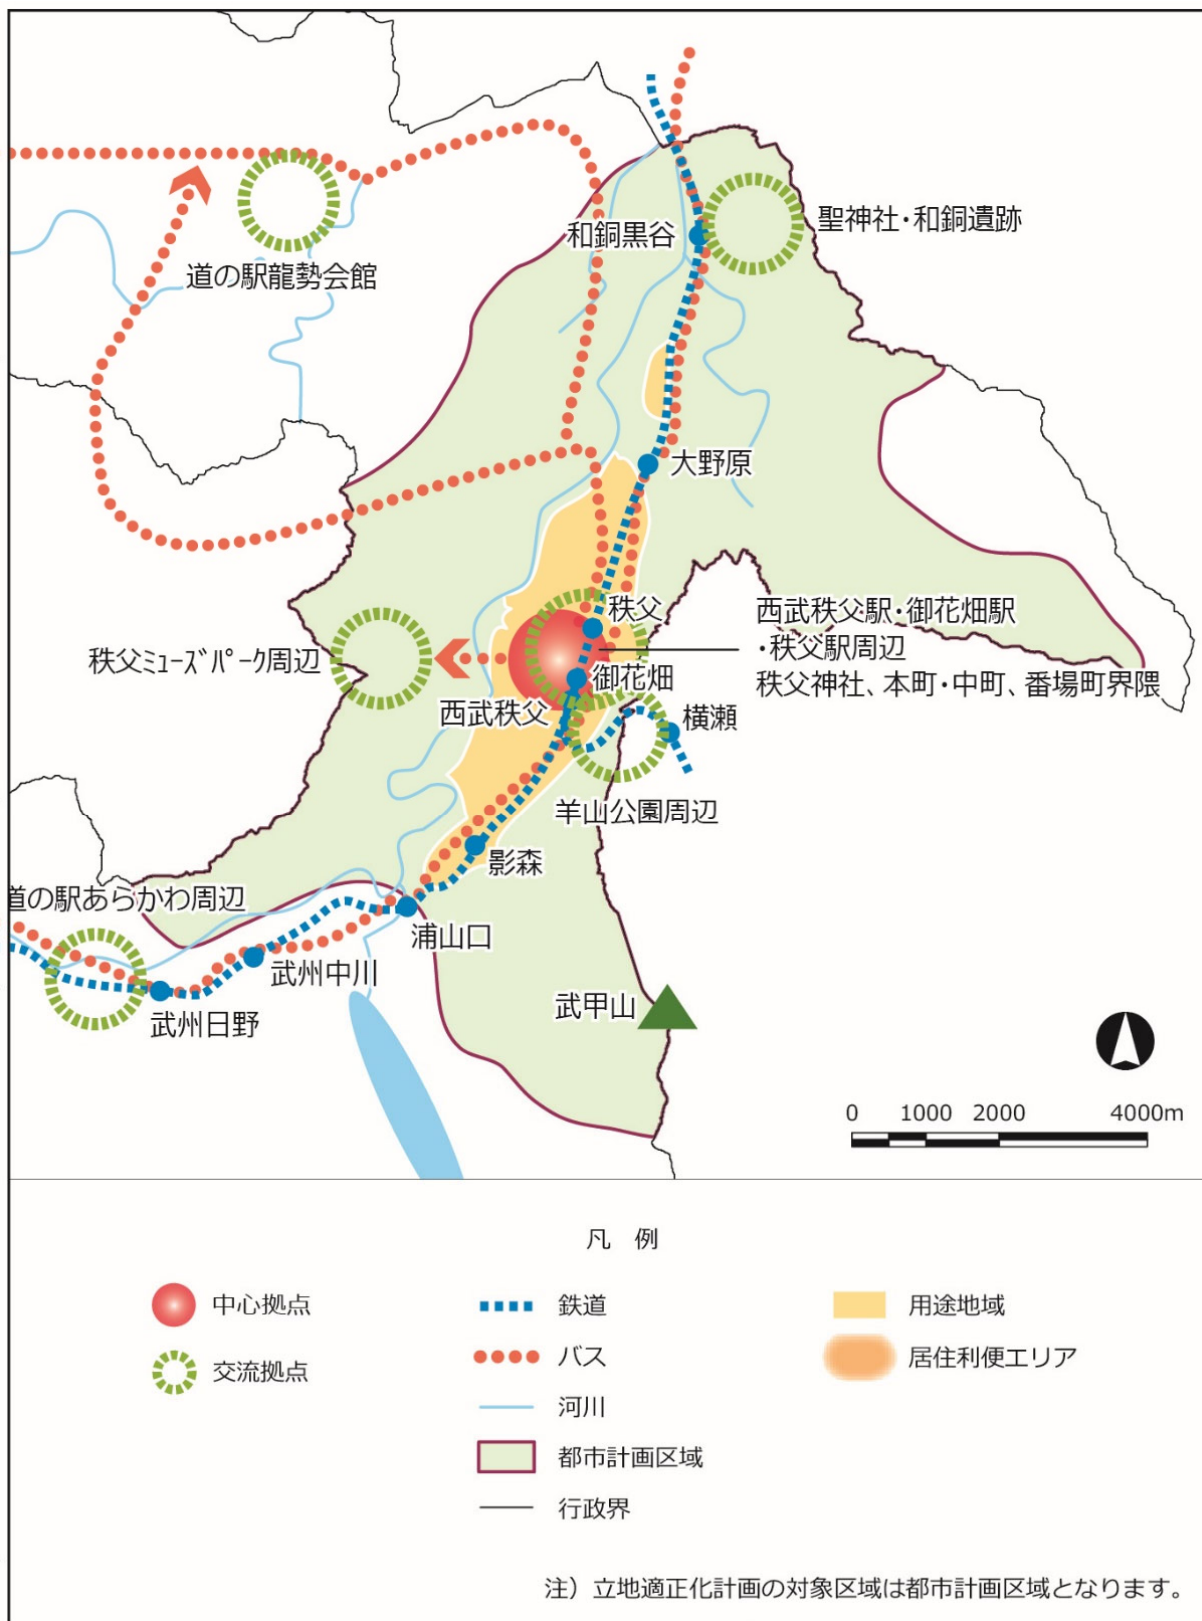 聖神社・和銅遺跡
和銅黒谷
道の駅龍勢会館
大野原
秩父
西武秩父駅・御花畑駅
・秩父駅周辺
秩父神社、本町・中町、番場町界隈
秩父ミューズパーク周辺
御花畑
西武秩父
横瀬
羊山公園周辺
影森
道の駅あらかわ周辺
浦山口
武州中川
武州日野
武甲山
0 1000 2000 4000m
凡 例
中心拠点
鉄道
用途地域
交流拠点
バス
居住利便エリア
河川
都市計画区域
行政界
注）立地適正化計画の対象区域は都市計画区域となります。